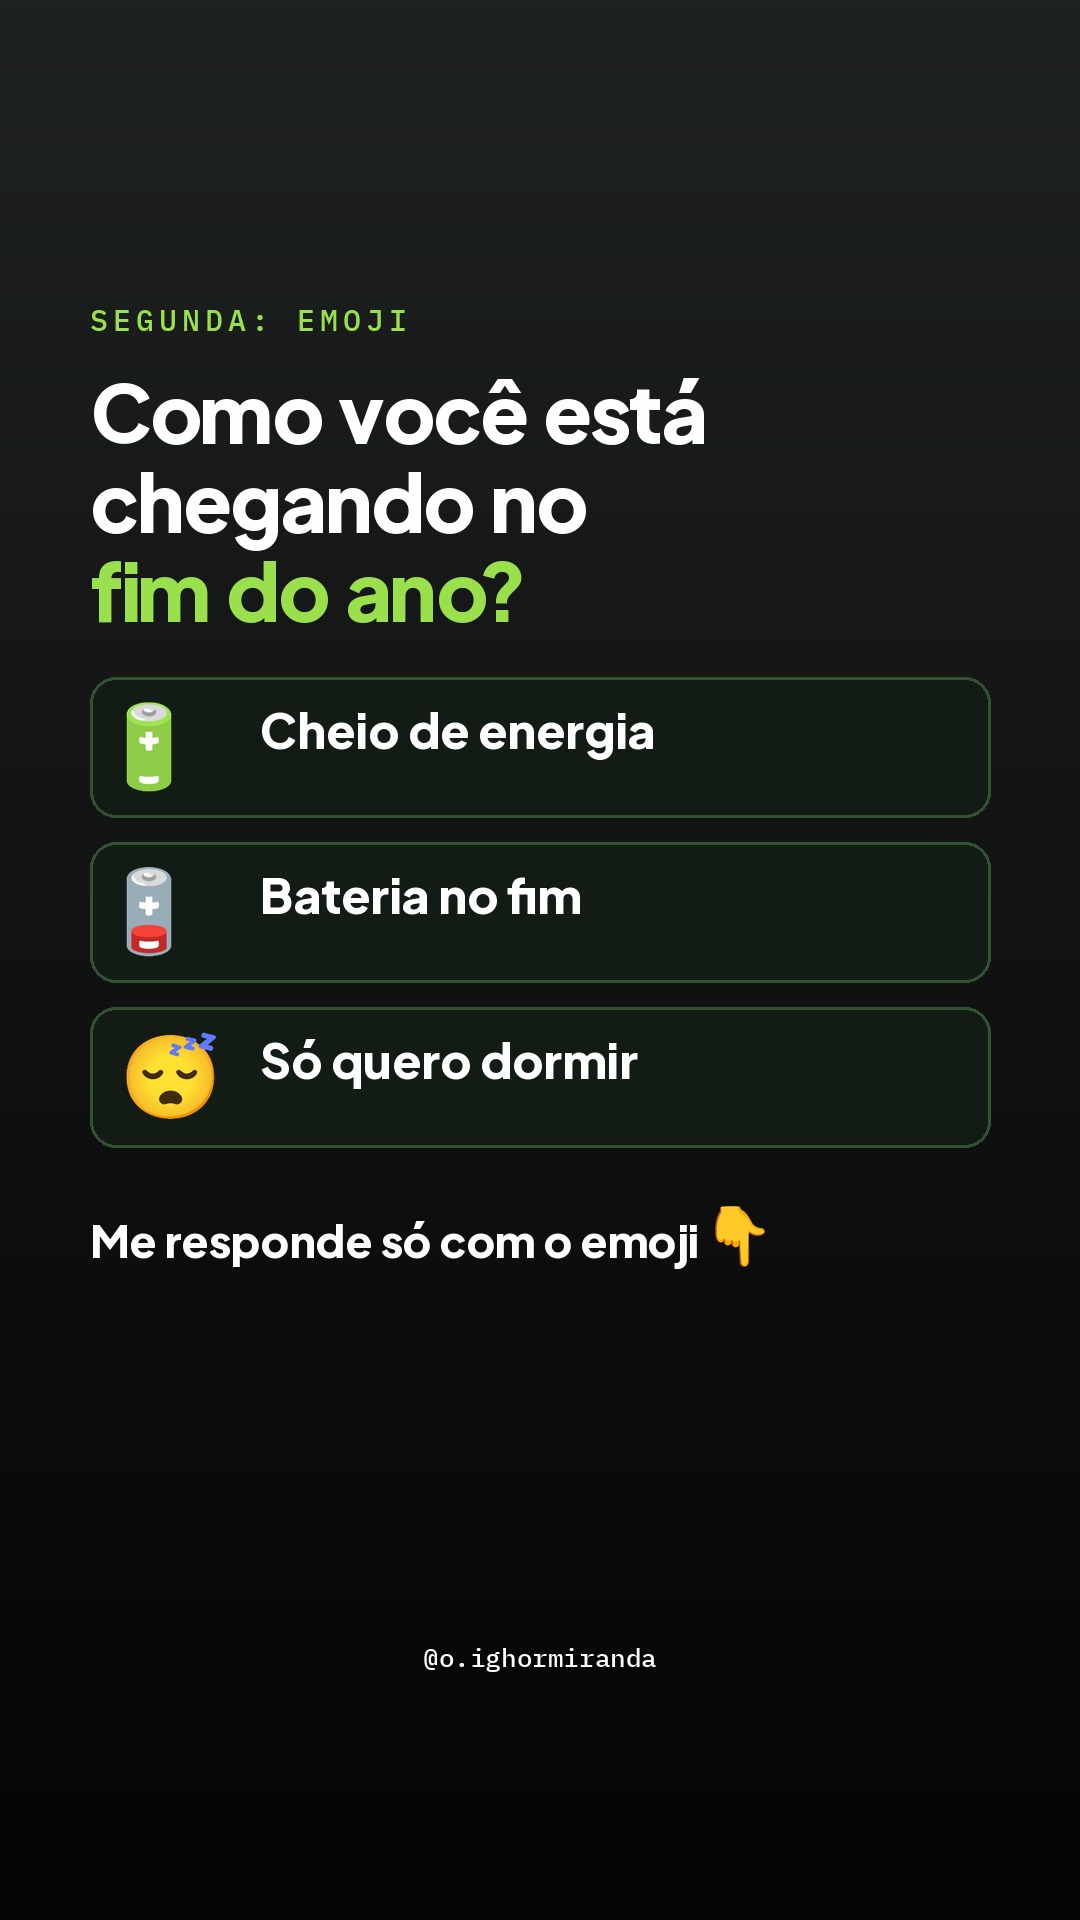 SEGUNDA: EMOJI
Como você está
chegando no
fim do ano?
Cheio de energia
Bateria no fim
Só quero dormir
Me responde só com o emoji 👇
@o.ighormiranda